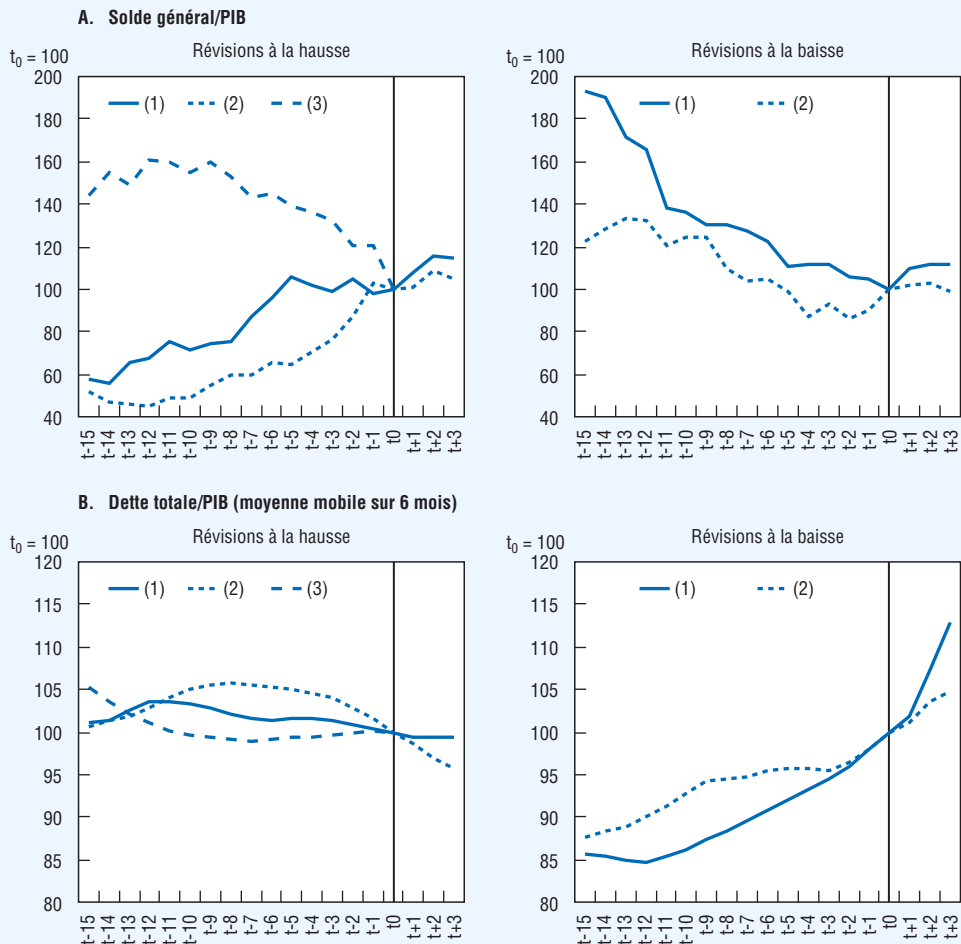 A. Solde général/PIB
Révisions à la hausse
t0 = 100
200
180
160
140
120
100
80
60
40
(1) (2) (3)
t-15 t-14 t-13 t-12 t-11 t-10 t-9 t-8 t-7 t-6 t-5 t-4 t-3 t-2 t-1 t0 t+1 t+2 t+3
Révisions à la baisse
t0 = 100
200
180
160
140
120
100
80
60
40
(1) (2)
t-15 t-14 t-13 t-12 t-11 t-10 t-9 t-8 t-7 t-6 t-5 t-4 t-3 t-2 t-1 t0 t+1 t+2 t+3
B. Dette totale/PIB (moyenne mobile sur 6 mois)
Révisions à la hausse
t0 = 100
120
115
110
105
100
95
90
85
80
(1) (2) (3)
t-15 t-14 t-13 t-12 t-11 t-10 t-9 t-8 t-7 t-6 t-5 t-4 t-3 t-2 t-1 t0 t+1 t+2 t+3
Révisions à la baisse
t0 = 100
120
115
110
105
100
95
90
85
80
(1) (2)
t-15 t-14 t-13 t-12 t-11 t-10 t-9 t-8 t-7 t-6 t-5 t-4 t-3 t-2 t-1 t0 t+1 t+2 t+3